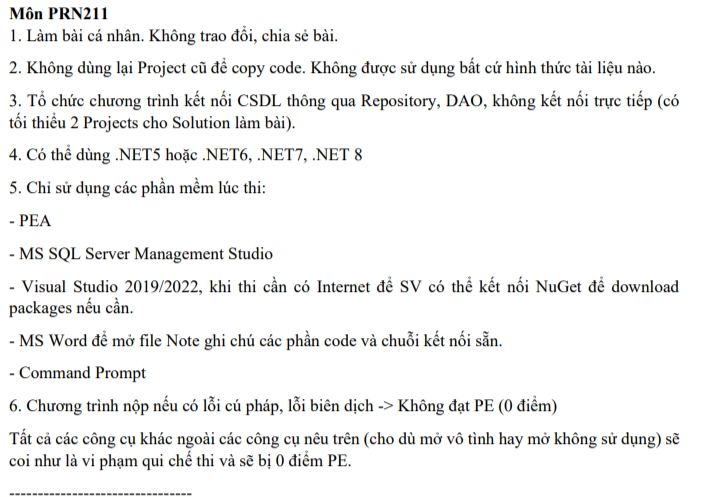 Môn PRN211
1. Làm bài cá nhân. Không trao đổi, chia sẻ bài.
2. Không dùng lại Project cũ để copy code. Không được sử dụng bất cứ hình thức tài liệu nào.
3. Tổ chức chương trình kết nối CSDL thông qua Repository, DAO, không kết nối trực tiếp (có
tối thiểu 2 Projects cho Solution làm bài).
4. Có thể dùng .NET5 hoặc .NET6, .NET7, .NET 8
5. Chỉ sử dụng các phần mềm lúc thi:
- PEA
- MS SQL Server Management Studio
- Visual Studio 2019/2022, khi thi cần có Internet để SV có thể kết nối NuGet để download
packages nếu cần.
- MS Word để mở file Note ghi chú các phần code và chuỗi kết nối sẵn.
- Command Prompt
6. Chương trình nộp nếu có lỗi cú pháp, lỗi biên dịch -> Không đạt PE (0 điểm)
Tất cả các công cụ khác ngoài các công cụ nêu trên (cho dù mở vô tình hay mở không sử dụng) sẽ
coi như là vi phạm qui chế thi và sẽ bị 0 điểm PE.
--------------------------------